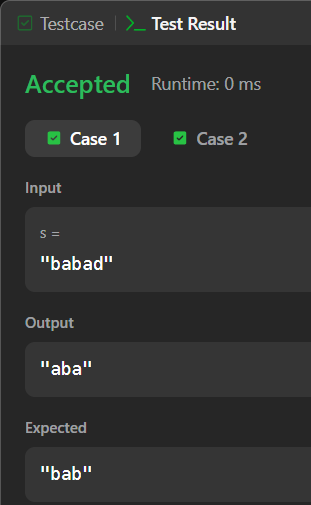 Testcase | Test Result
Accepted Runtime: 0 ms
Case 1 Case 2
Input
s =
"babad"
Output
"aba"
Expected
"bab"